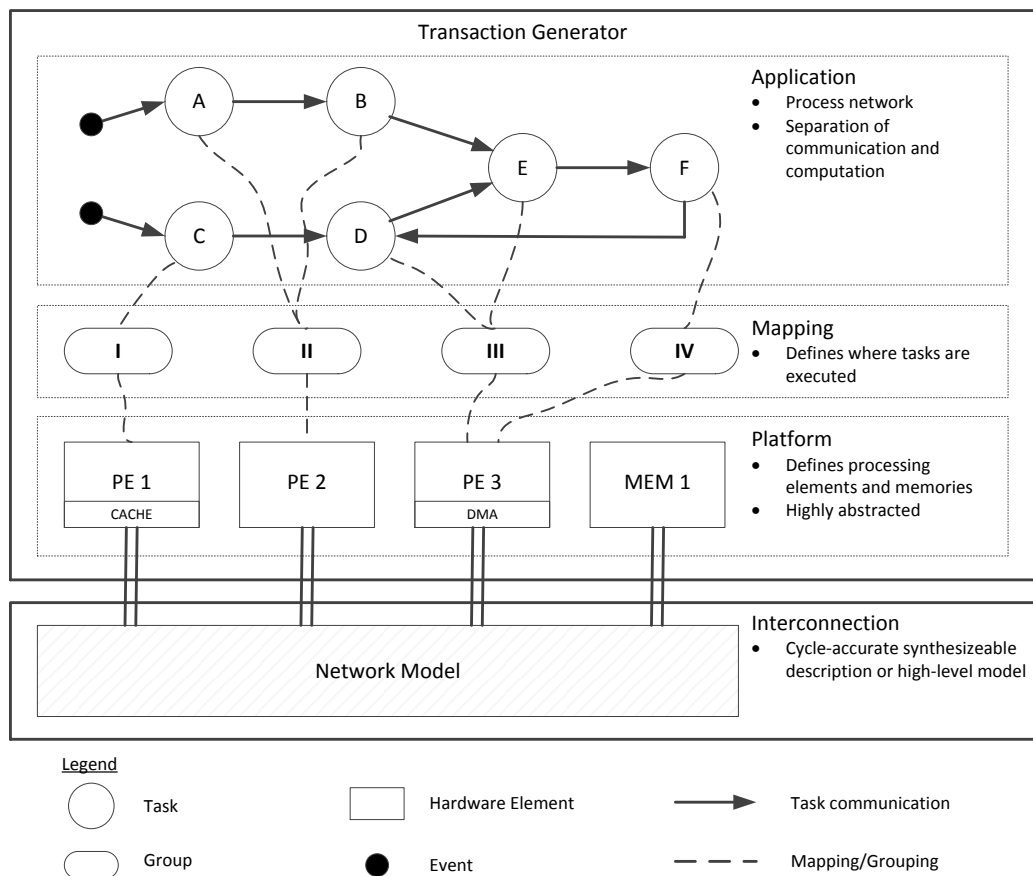 Transaction Generator
Application
• Process network
• Separation of
communication and
computation
A
B
E
F
C
D
Mapping
• Defines where tasks are
executed
I
II
III
IV
Platform
• Defines processing
elements and memories
• Highly abstracted
PE 1
CACHE
PE 2
PE 3
DMA
MEM 1
Interconnection
• Cycle-accurate synthesizeable
description or high-level model
Network Model
Legend
Task
Hardware Element
Task communication
Group
Event
Mapping/Grouping